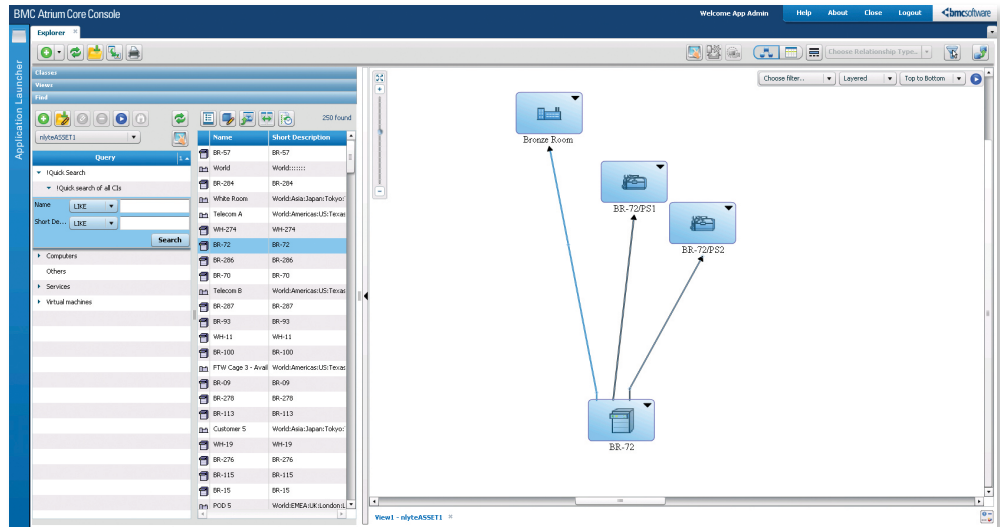 BMC Atrium Core Console
Welcome App Admin
Help
About
Close
Logout
bmcsoftware
Explorer
Application Launcher
Choose Relationship Type..
Classes
Views
Find
250 found
nlyteASSET1
Query
1
!Quick Search
!Quick search of all CIs
Name
LIKE
Short De...
LIKE
Search
Computers
Others
Services
Virtual machines
Name Short Description
BR-57 BR-57
World World:::::::
BR-284 BR-284
White Room World:Asia:Japan:Tokyo:
Telecom A World:Americas:US:Texas
WH-274 WH-274
BR-72 BR-72
BR-286 BR-286
BR-70 BR-70
Telecom B World:Americas:US:Texas
BR-287 BR-287
BR-93 BR-93
WH-11 WH-11
BR-100 BR-100
FTW Cage 3 - Avail World:Americas:US:Texas
BR-09 BR-09
BR-278 BR-278
BR-113 BR-113
Customer 5 World:Asia:Japan:Tokyo:
WH-19 WH-19
BR-276 BR-276
BR-115 BR-115
BR-15 BR-15
POD 5 World:EMEA:UK:London:L
Choose filter...
Layered
Top to Bottom
Bronze Room
BR-72/PS1
BR-72/PS2
BR-72
View1 - nlyteASSET1